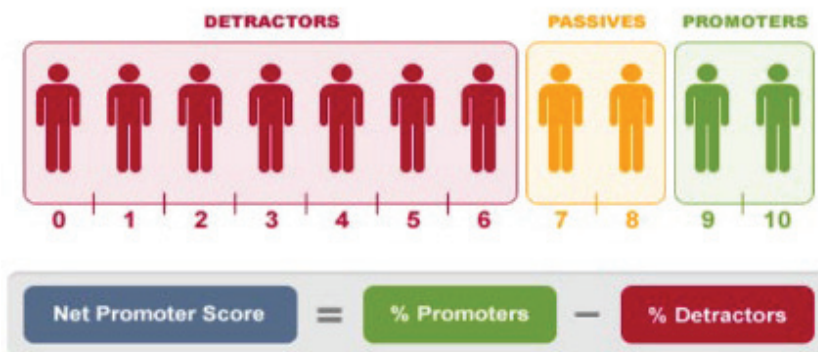 DETRACTORS PASSIVES PROMOTERS
0 1 2 3 4 5 6 7 8 9 10
Net Promoter Score = % Promoters — % Detractors